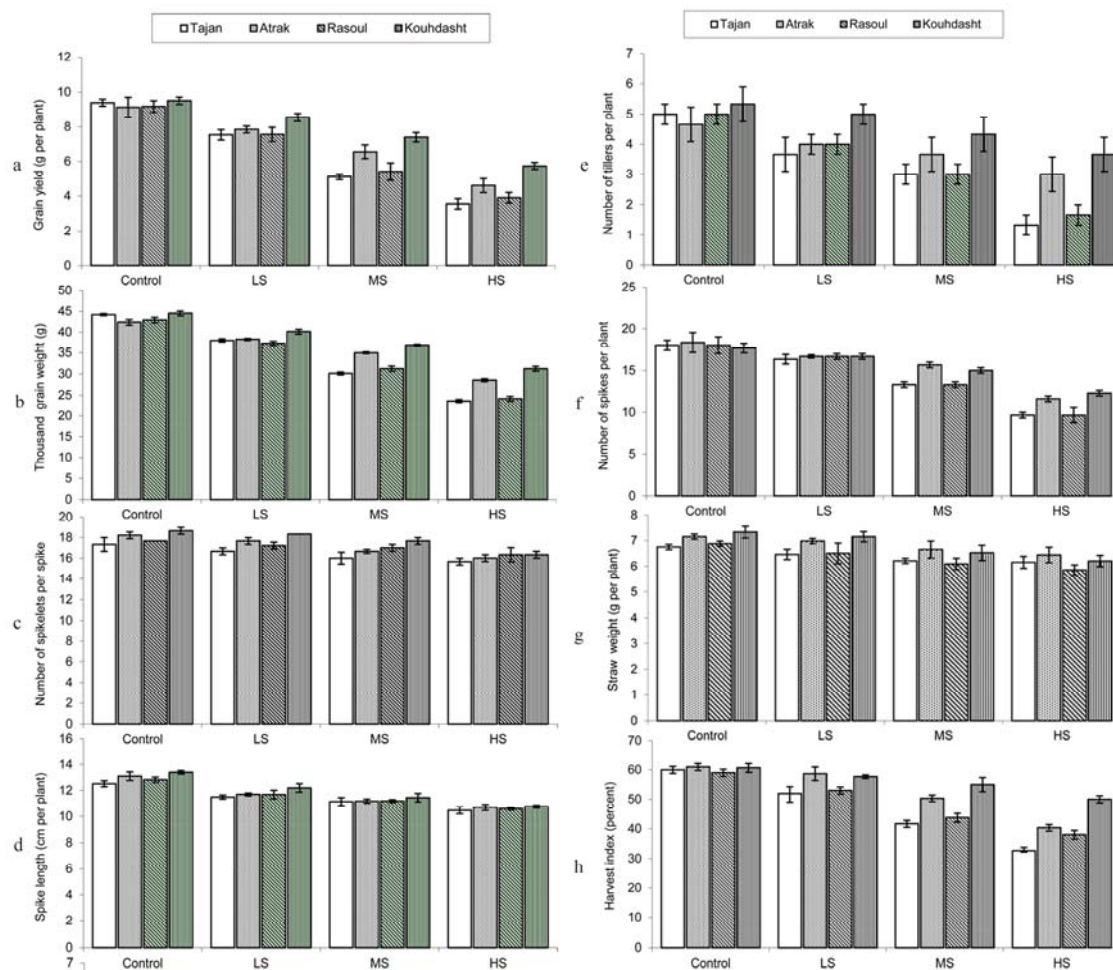 Tajan Atrak Rasoul Kouhdasht
12
10
8
6
4
2
0
Grain yield (g per plant)
a
Control LS MS HS
50
45
40
35
30
25
20
15
10
5
0
Thousand grain weight (g)
b
Control LS MS HS
20
18
16
14
12
10
8
6
4
2
0
Number of spikelets per spike
c
Control LS MS HS
16
14
12
10
8
6
4
2
0
Spike length (cm per plant)
d
Control LS MS HS
7
Tajan Atrak Rasoul Kouhdasht
7
6
5
4
3
2
1
0
Number of tillers per plant
e
Control LS MS HS
25
20
15
10
5
0
Number of spikes per plant
f
Control LS MS HS
9
8
7
6
5
4
3
2
1
0
Straw weight (g per plant)
g
Control LS MS HS
70
60
50
40
30
20
10
0
Harvest index (percent)
h
Control LS MS HS